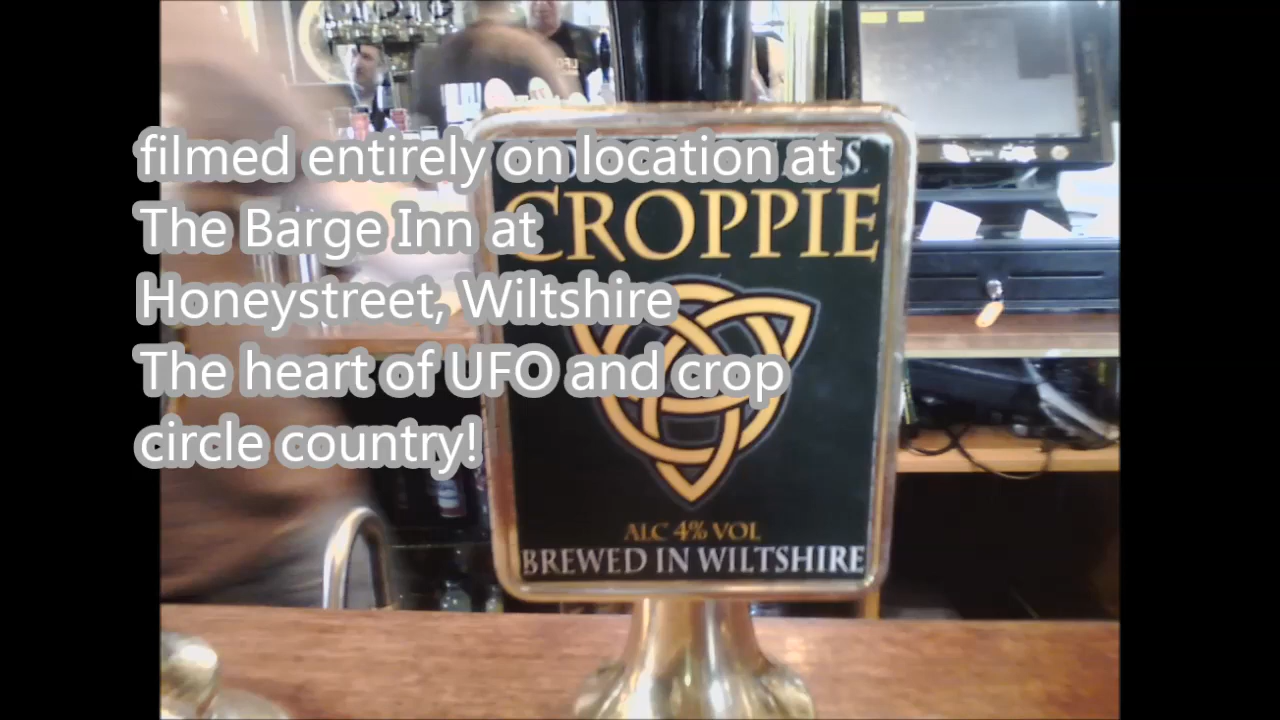 filmed entirely on location at
The Barge Inn at
Honeystreet, Wiltshire
The heart of UFO and crop
circle country!
CROPPIE
ALC 4% VOL
BREWED IN WILTSHIRE